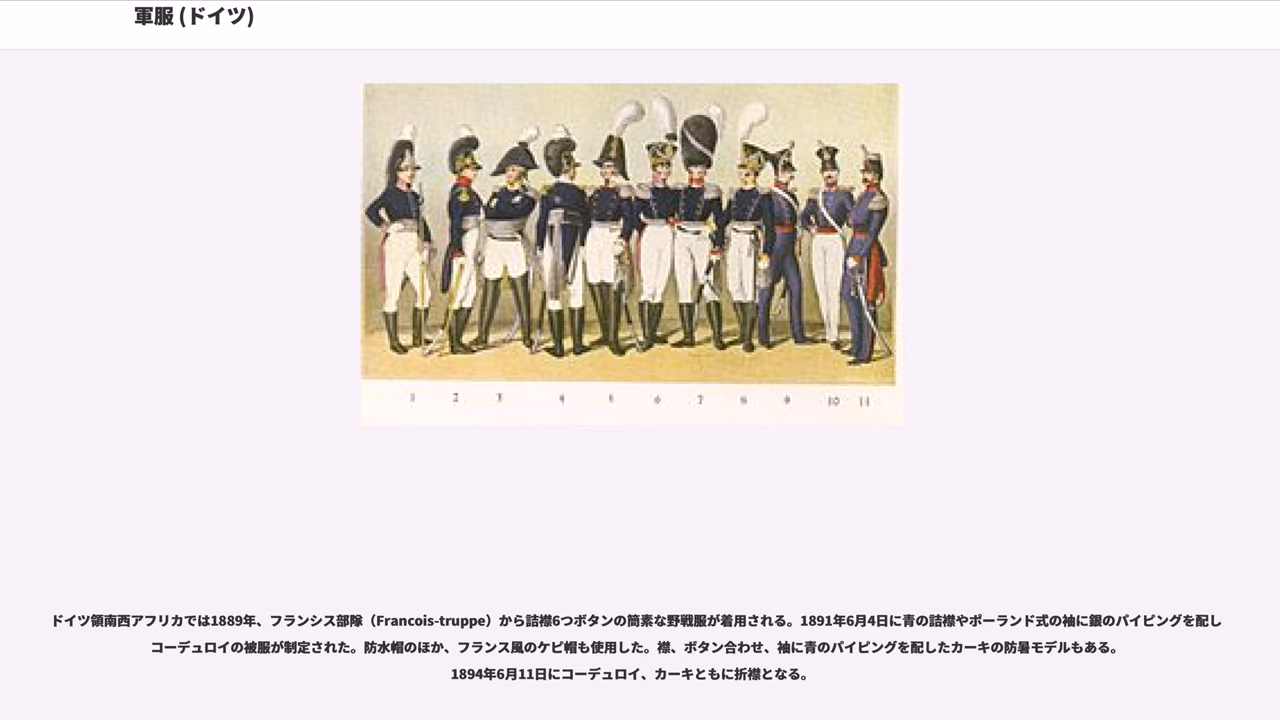 軍服 (ドイツ)
1 2 3 4 5 6 7 8 9 10 11
ドイツ領南西アフリカでは1889年、フランシス部隊（Francois-truppe）から詰襟6つボタンの簡素な野戦服が着用される。1891年6月4日に青の詰襟やポーランド式の袖に銀のパイピングを配し
コーデュロイの被服が制定された。防水帽のほか、フランス風のケピ帽も使用した。襟、ボタン合わせ、袖に青のパイピングを配したカーキの防暑モデルもある。
1894年6月11日にコーデュロイ、カーキともに折襟となる。